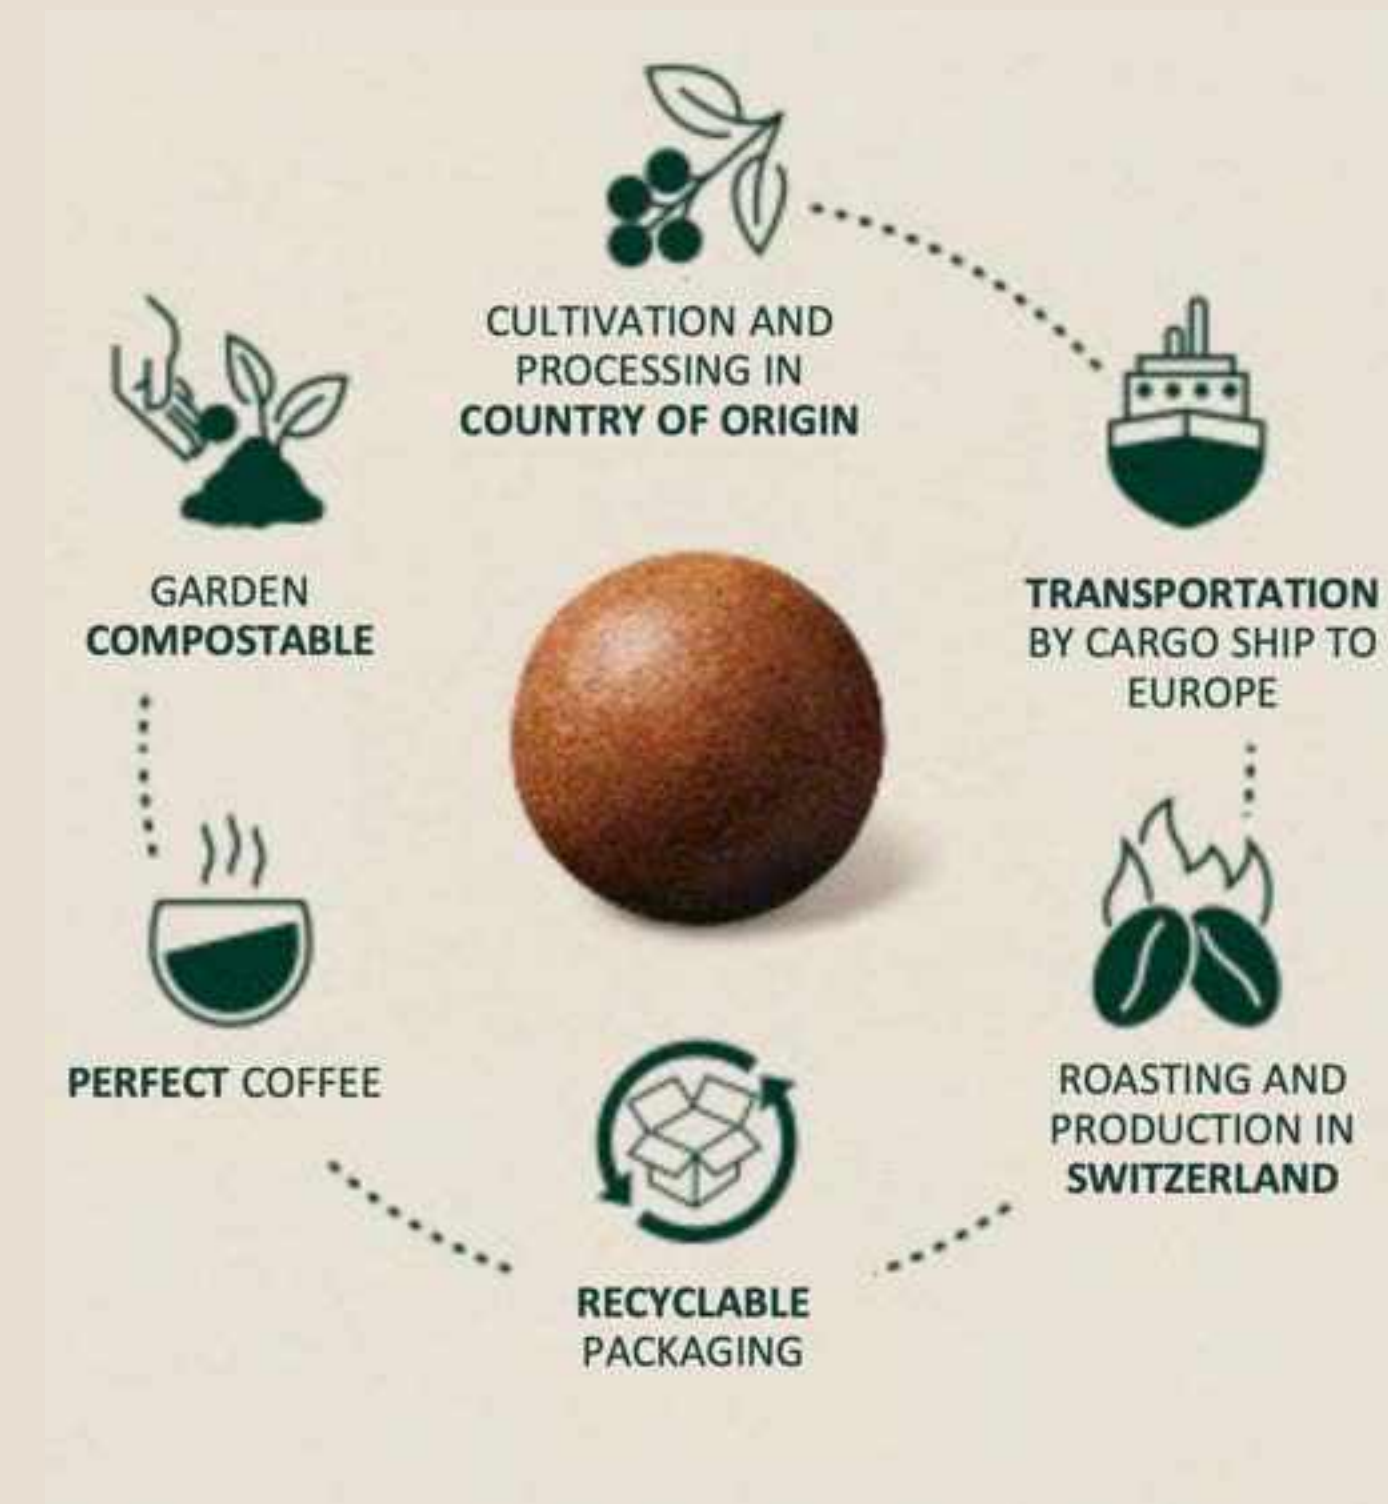 CULTIVATION AND
PROCESSING IN
COUNTRY OF ORIGIN
TRANSPORTATION
BY CARGO SHIP TO
EUROPE
ROASTING AND
PRODUCTION IN
SWITZERLAND
RECYCLABLE
PACKAGING
PERFECT COFFEE
GARDEN
COMPOSTABLE